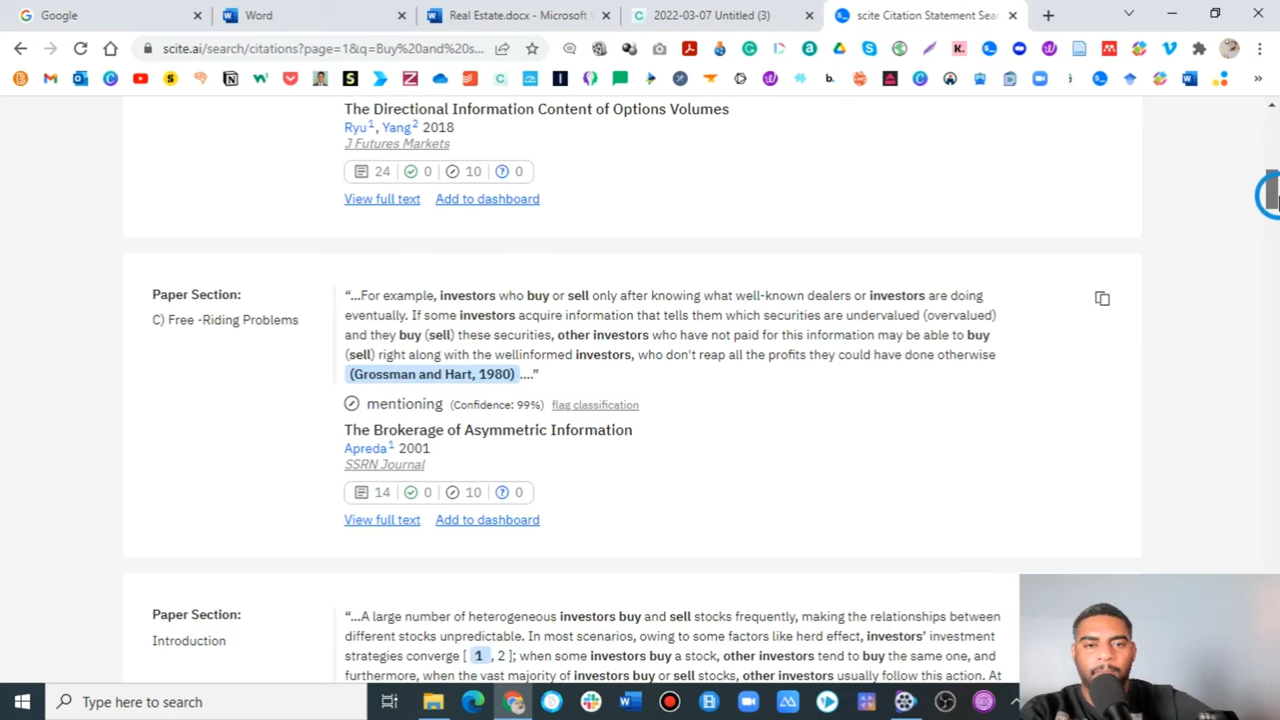 Google
Word
Real Estate.docx - Microsoft W
2022-03-07 Untitled (3)
scite Citation Statement Sear
scite.ai/search/citations?page=1&q=Buy%20and%20s...
The Directional Information Content of Options Volumes
Ryu1, Yang2 2018
J Futures Markets
24 0 10 0
View full text Add to dashboard
Paper Section:
C) Free -Riding Problems
“...For example, investors who buy or sell only after knowing what well-known dealers or investors are doing
eventually. If some investors acquire information that tells them which securities are undervalued (overvalued)
and they buy (sell) these securities, other investors who have not paid for this information may be able to buy
(sell) right along with the wellinformed investors, who don't reap all the profits they could have done otherwise
(Grossman and Hart, 1980) ....”
mentioning (Confidence: 99%) flag classification
The Brokerage of Asymmetric Information
Apreda1 2001
SSRN Journal
14 0 10 0
View full text Add to dashboard
Paper Section:
Introduction
“...A large number of heterogeneous investors buy and sell stocks frequently, making the relationships between
different stocks unpredictable. In most scenarios, owing to some factors like herd effect, investors’ investment
strategies converge [ 1 , 2 ]; when some investors buy a stock, other investors tend to buy the same one, and
furthermore, when the vast majority of investors buy or sell stocks, other investors usually follow this action. At
Type here to search